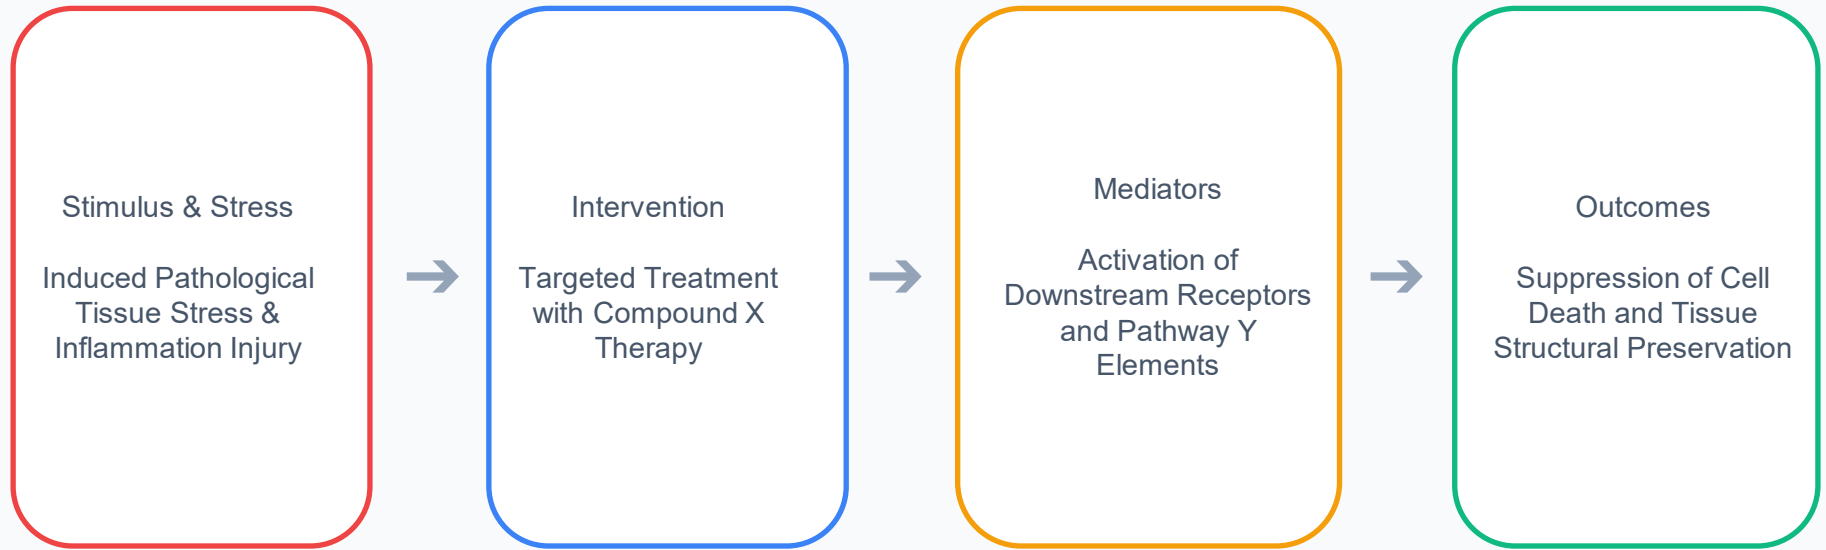 Stimulus & Stress
Induced Pathological
Tissue Stress &
Inflammation Injury
Intervention
Targeted Treatment
with Compound X
Therapy
Mediators
Activation of
Downstream Receptors
and Pathway Y
Elements
Outcomes
Suppression of Cell
Death and Tissue
Structural Preservation